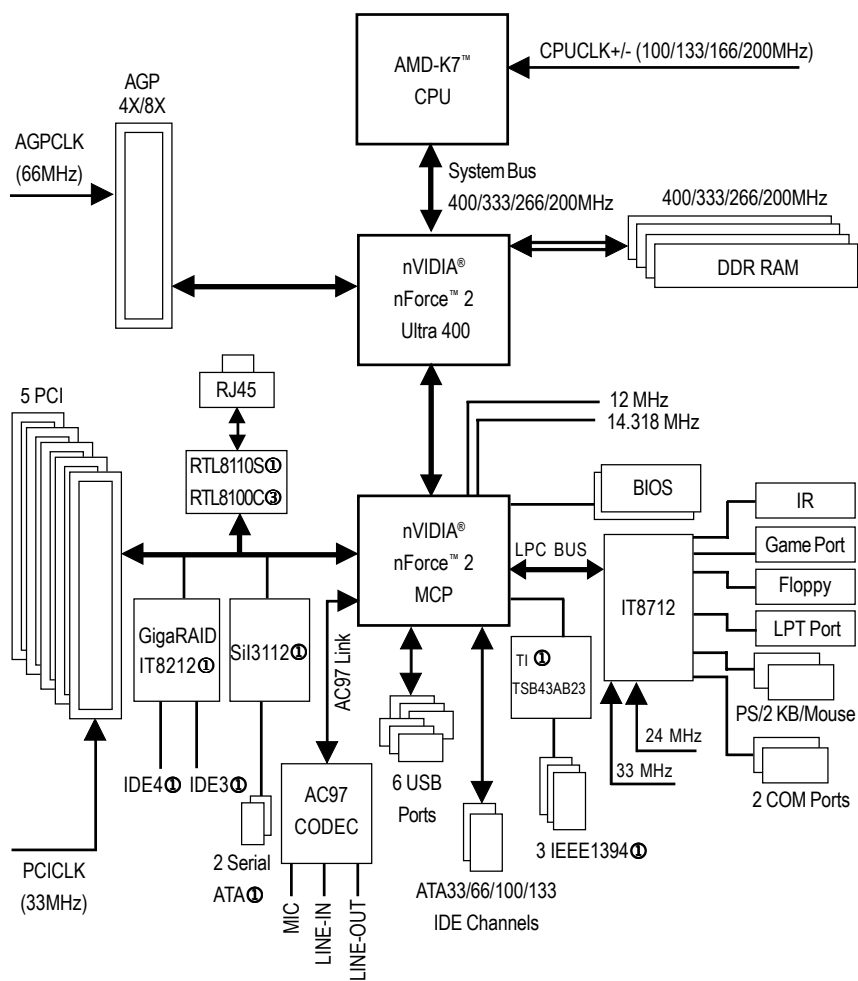 AMD-K7™
CPU
CPUCLK+/- (100/133/166/200MHz)
AGP
4X/8X
AGPCLK
(66MHz)
System Bus
400/333/266/200MHz
400/333/266/200MHz
DDR RAM
nVIDIA®
nForce™ 2
Ultra 400
5 PCI
RJ45
RTL8110S①
RTL8100C③
12 MHz
14.318 MHz
BIOS
nVIDIA®
nForce™ 2
MCP
LPC BUS
IT8712
IR
Game Port
Floppy
LPT Port
PS/2 KB/Mouse
2 COM Ports
24 MHz
33 MHz
GigaRAID
IT8212①
SiI3112①
AC97 Link
TI ①
TSB43AB23
IDE4① IDE3①
2 Serial
ATA①
AC97
CODEC
6 USB
Ports
3 IEEE1394①
PCICLK
(33MHz)
MIC
LINE-IN
LINE-OUT
ATA33/66/100/133
IDE Channels